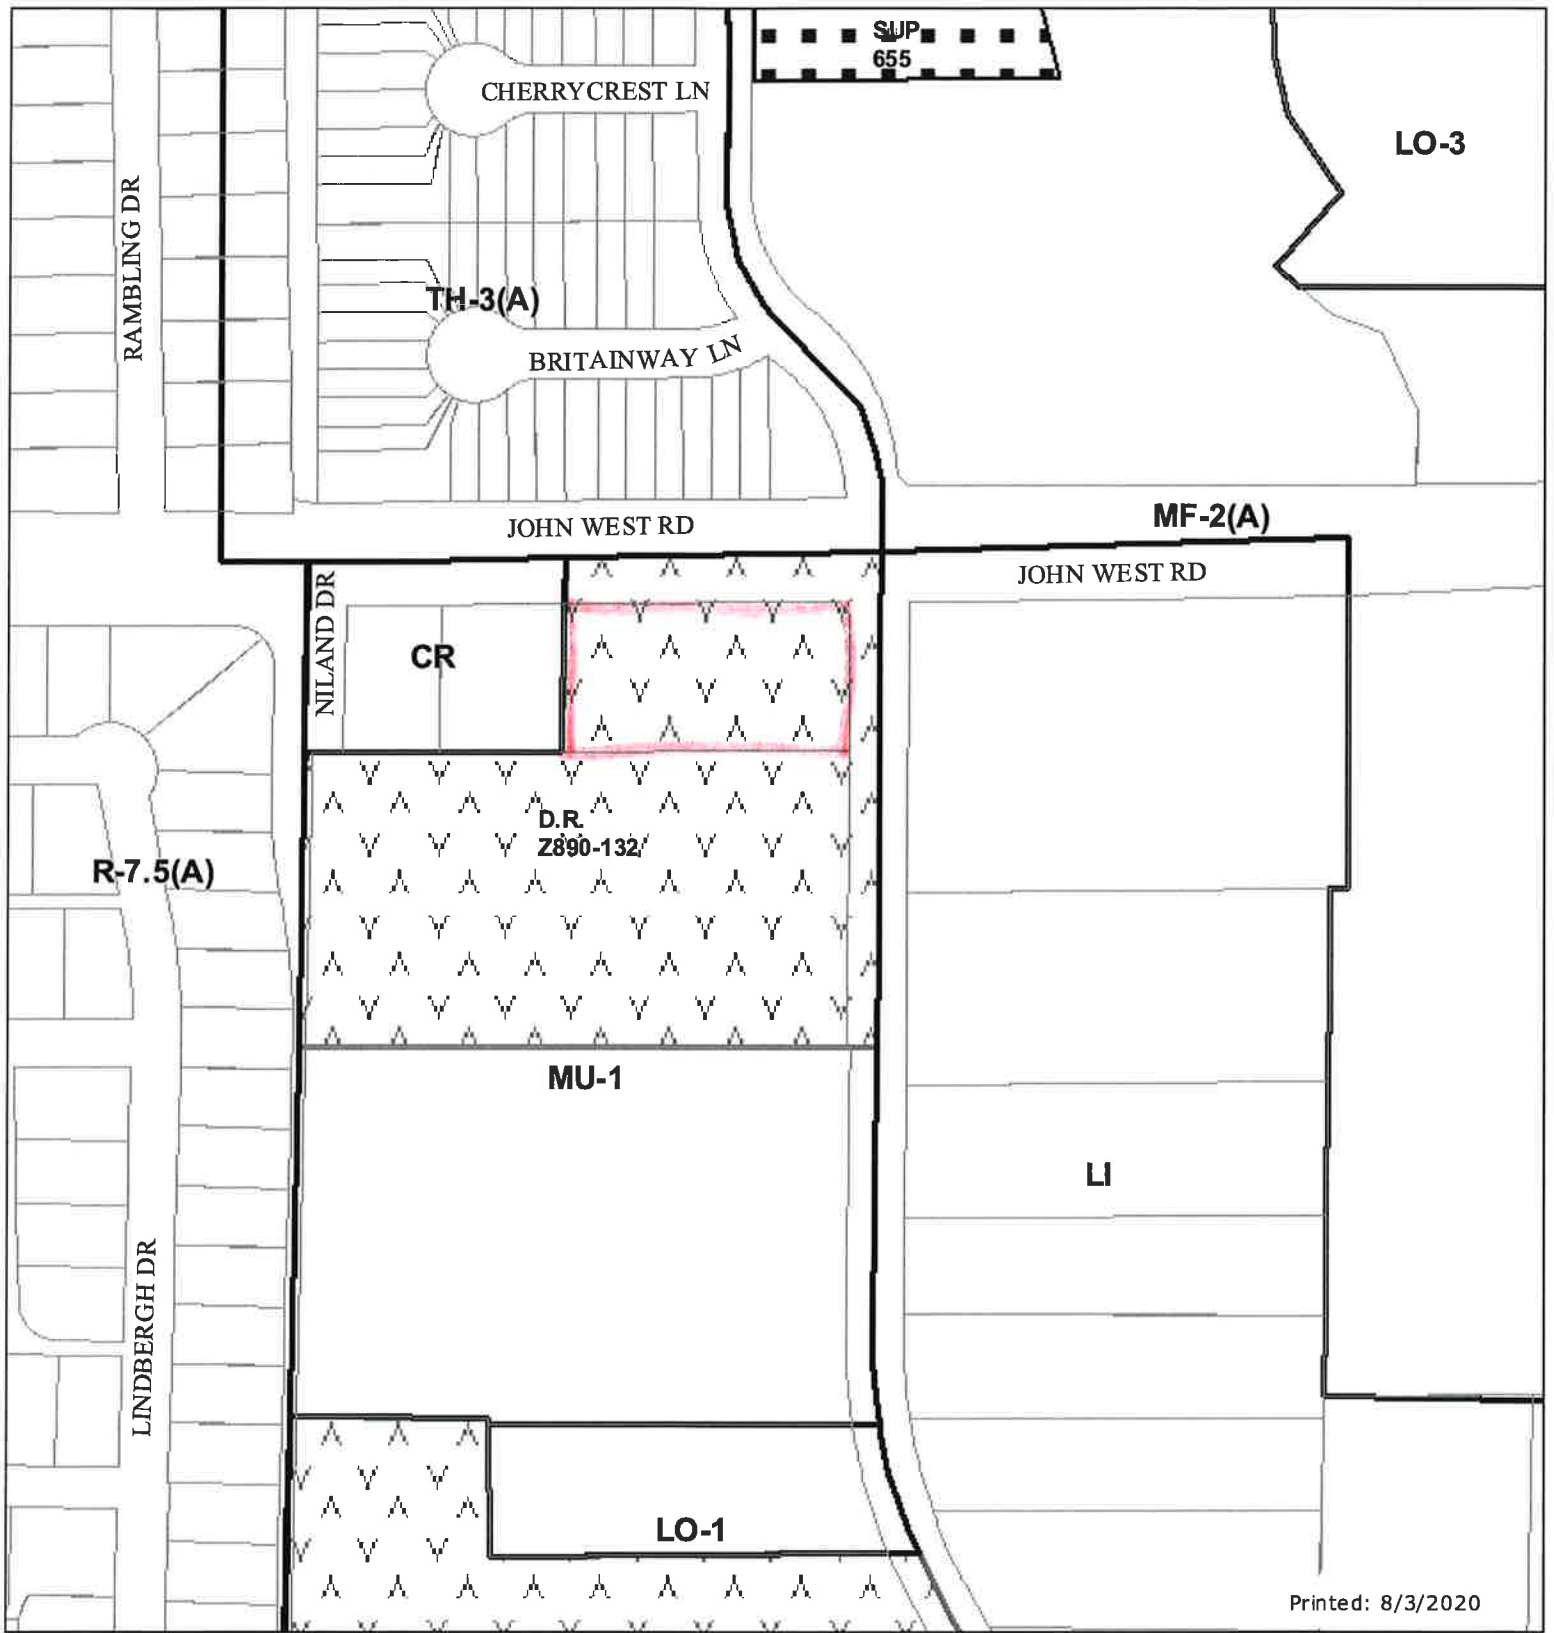 SUP
655
CHERRYCREST LN
LO-3
RAMBLING DR
TH-3(A)
BRITAINWAY LN
JOHN WEST RD
MF-2(A)
JOHN WEST RD
NILAND DR
CR
D.R.
Z890-132
R-7.5(A)
MU-1
LI
LINDBERGH DR
LO-1
Printed: 8/3/2020